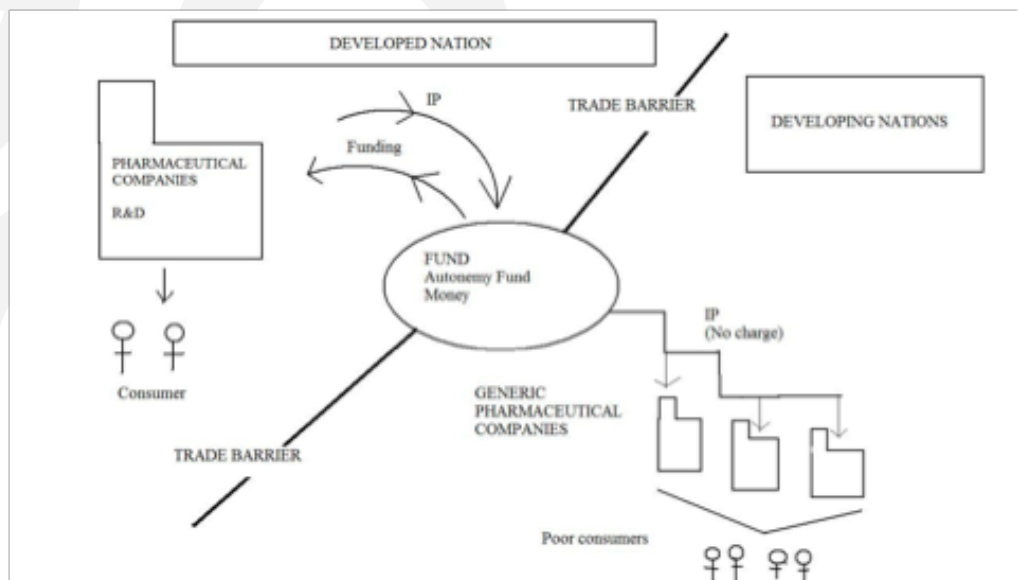 DEVELOPED NATION
IP
TRADE BARRIER
DEVELOPING NATIONS
Funding
PHARMACEUTICAL
COMPANIES
R&D
FUND
Autonemy Fund
Money
IP
(No charge)
Consumer
GENERIC
PHARMACEUTICAL
COMPANIES
TRADE BARRIER
Poor consumers